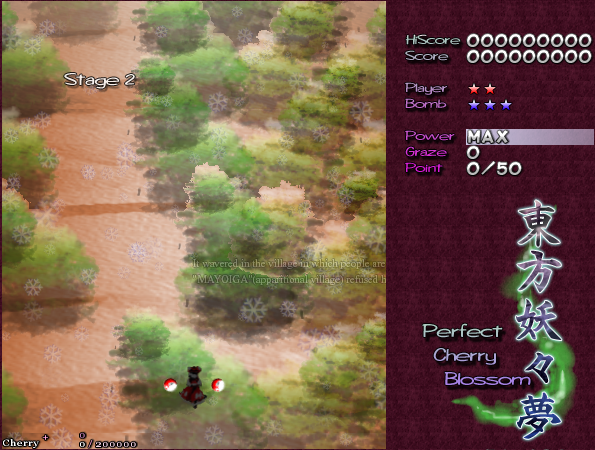 HiScore 000000000
Score 000000000
Stage 2
Player ★★
Bomb ★★★
Power MAX
Graze 0
Point 0/50
It wavered in the village in which people are
"MAYOIGA"(apparitional village) refused h
東方妖々夢
Perfect
Cherry
Blossom
0
Cherry + 0/200000